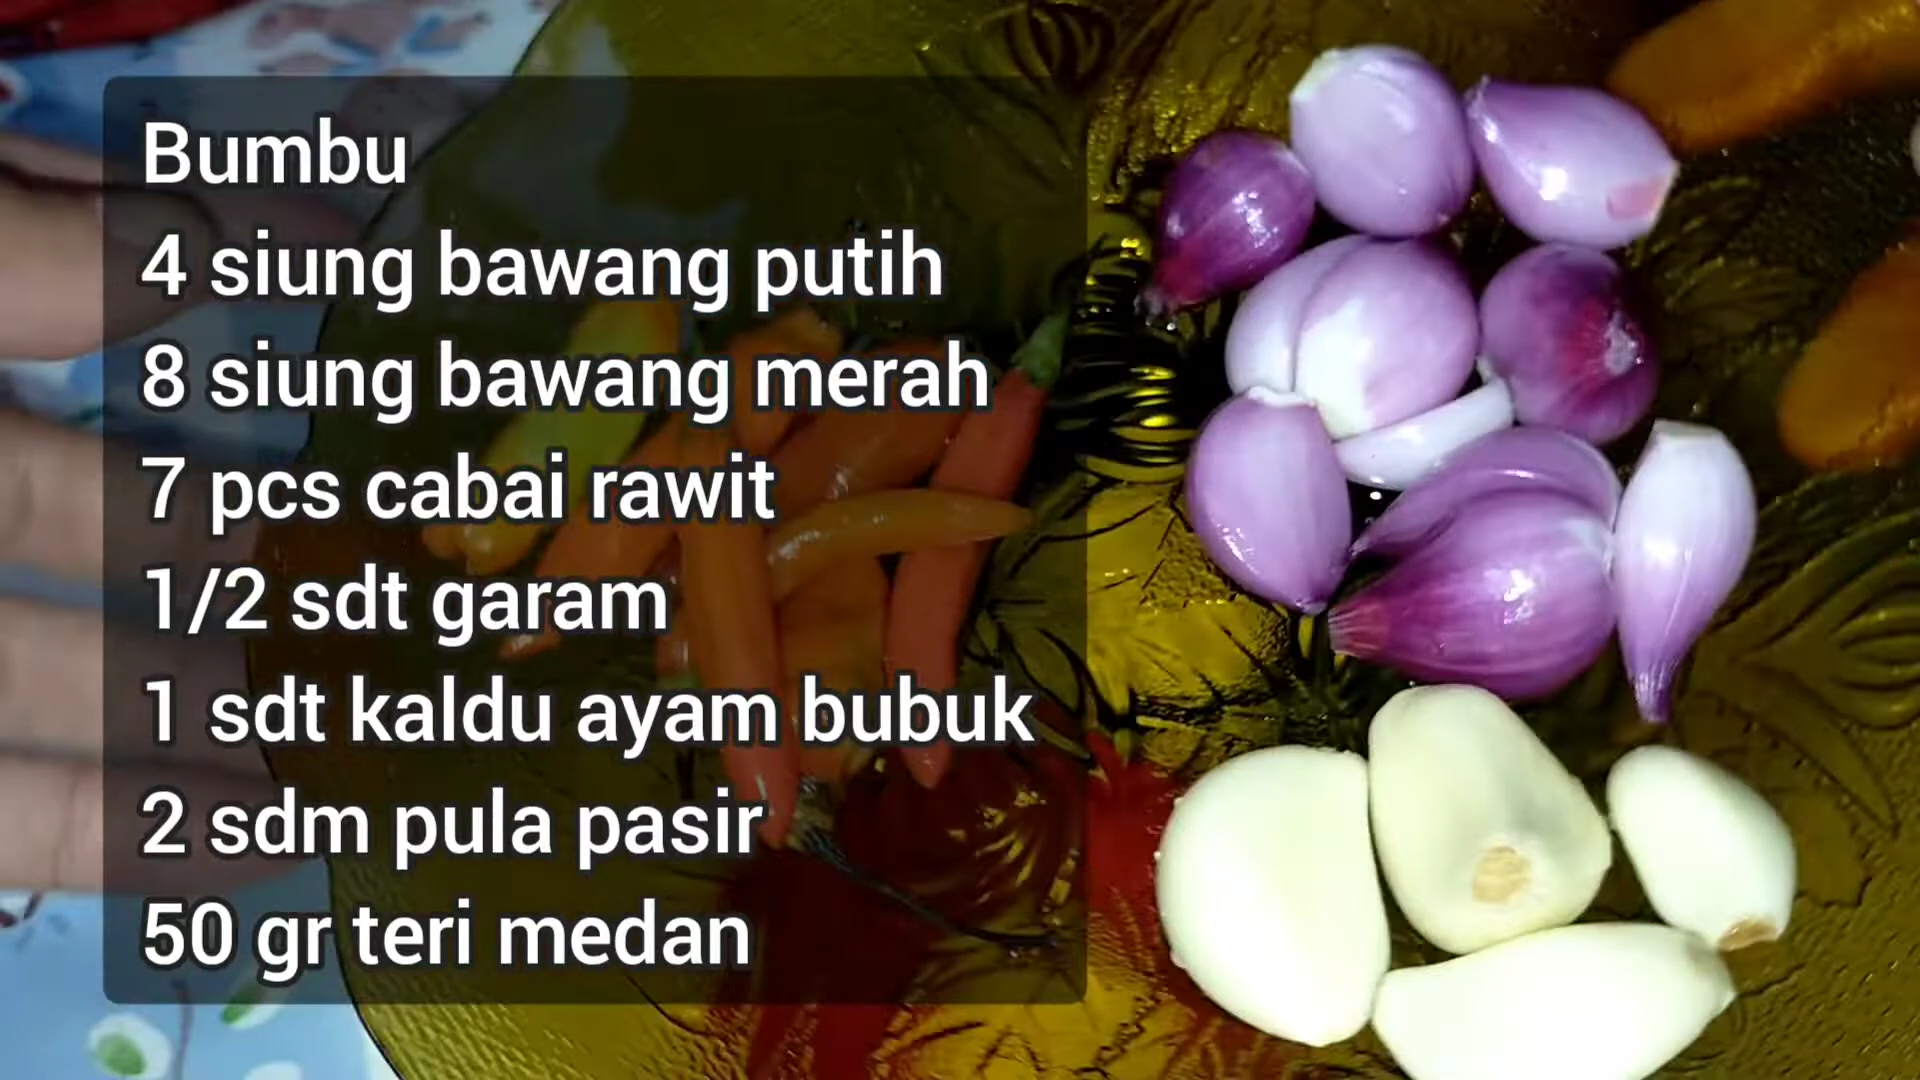 Bumbu
4 siung bawang putih
8 siung bawang merah
7 pcs cabai rawit
1/2 sdt garam
1 sdt kaldu ayam bubuk
2 sdm pula pasir
50 gr teri medan